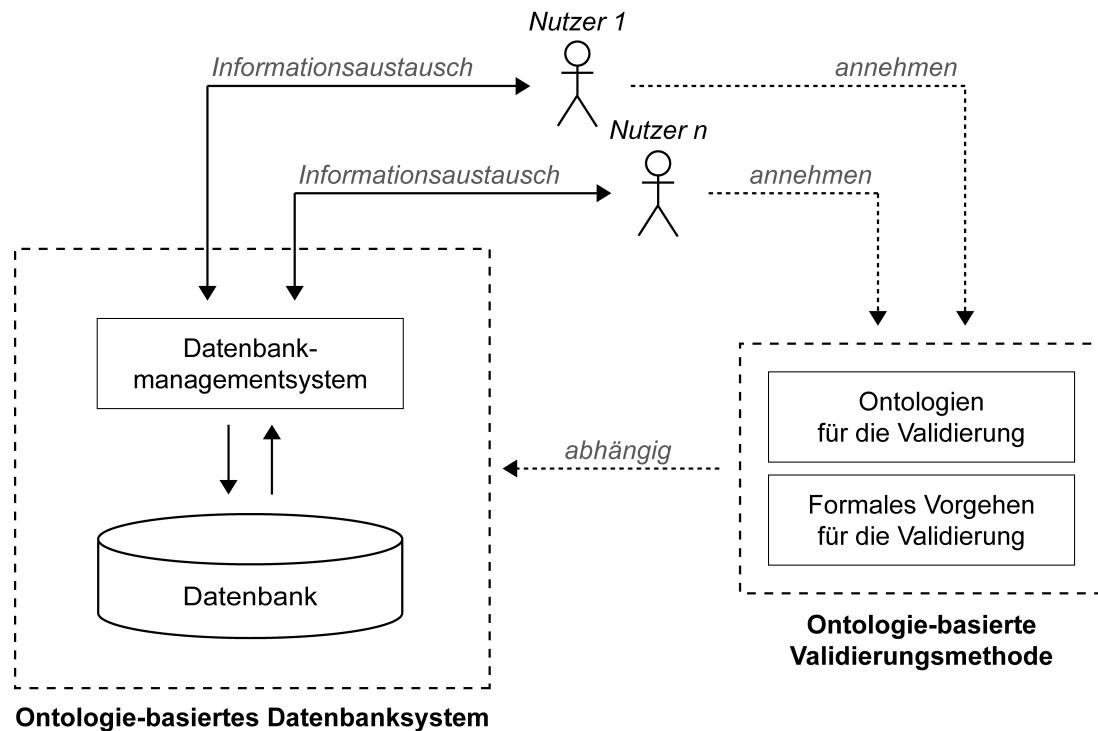 Nutzer 1
Informationsaustausch
annehmen
Nutzer n
Informationsaustausch
annehmen
Datenbank-
managementsystem
Ontologien
für die Validierung
abhängig
Formales Vorgehen
für die Validierung
Datenbank
Ontologie-basierte
Validierungsmethode
Ontologie-basiertes Datenbanksystem